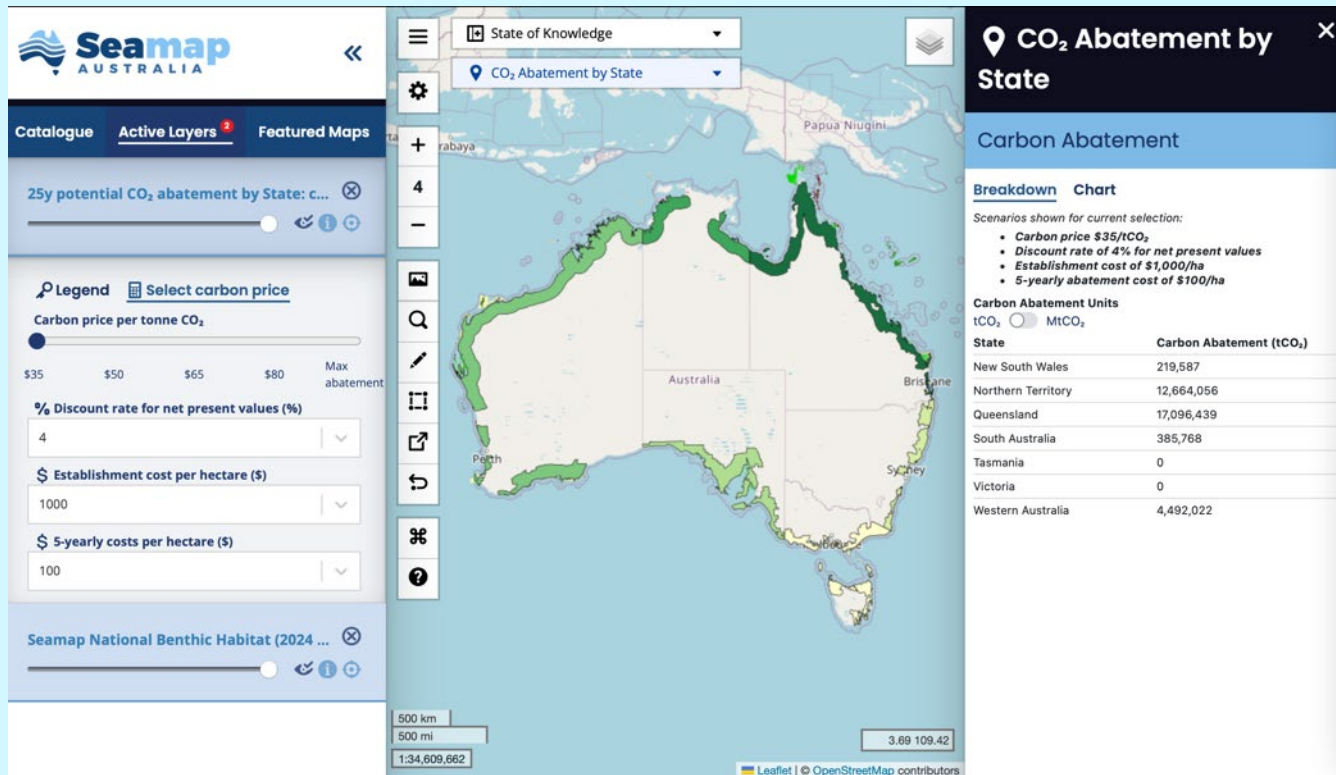 Seamap
AUSTRALIA
«
Catalogue
Active Layers 2
Featured Maps
25y potential CO₂ abatement by State: c...
Legend
Select carbon price
Carbon price per tonne CO₂
$35 $50 $65 $80 Max abatement
% Discount rate for net present values (%)
4
$ Establishment cost per hectare ($)
1000
$ 5-yearly costs per hectare ($)
100
Seamap National Benthic Habitat (2024 ...
State of Knowledge
CO₂ Abatement by State
+
4
−
Papua Niugini
rabaya
Australia
Brisbane
Perth
Sydney
500 km
500 mi
1:34,609,662
3.69 109.42
Leaflet | © OpenStreetMap contributors
CO₂ Abatement by
State
Carbon Abatement
Breakdown Chart
Scenarios shown for current selection:
• Carbon price $35/tCO₂
• Discount rate of 4% for net present values
• Establishment cost of $1,000/ha
• 5-yearly abatement cost of $100/ha
Carbon Abatement Units
tCO₂ MtCO₂
State Carbon Abatement (tCO₂)
New South Wales 219,587
Northern Territory 12,664,056
Queensland 17,096,439
South Australia 385,768
Tasmania 0
Victoria 0
Western Australia 4,492,022